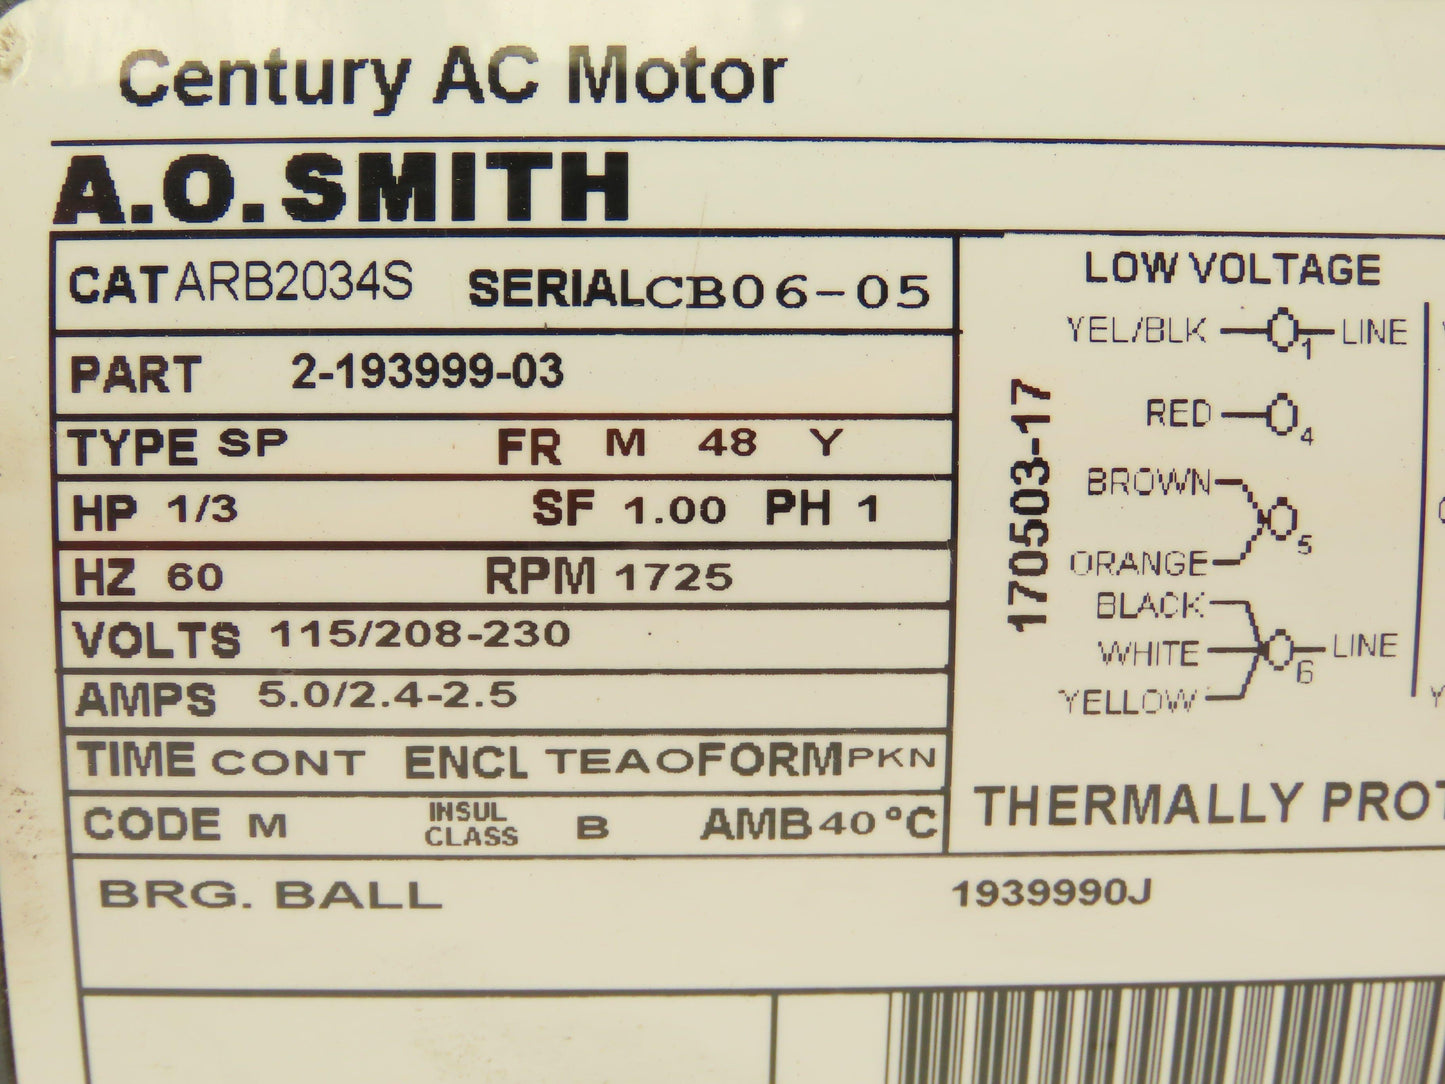 Century AC Motor
A.O.SMITH
CAT ARB2034S SERIAL CB06-05
PART 2-193999-03
TYPE SP FR M 48 Y
HP 1/3 SF 1.00 PH 1
HZ 60 RPM 1725
VOLTS 115/208-230
AMPS 5.0/2.4-2.5
TIME CONT ENCL TEAO FORM PKN
CODE M INSUL CLASS B AMB 40 °C
BRG. BALL 1939990J
170503-17
LOW VOLTAGE
YEL/BLK 1 LINE
RED 4
BROWN
5
ORANGE
BLACK
WHITE 6 LINE
YELLOW
THERMALLY PROT